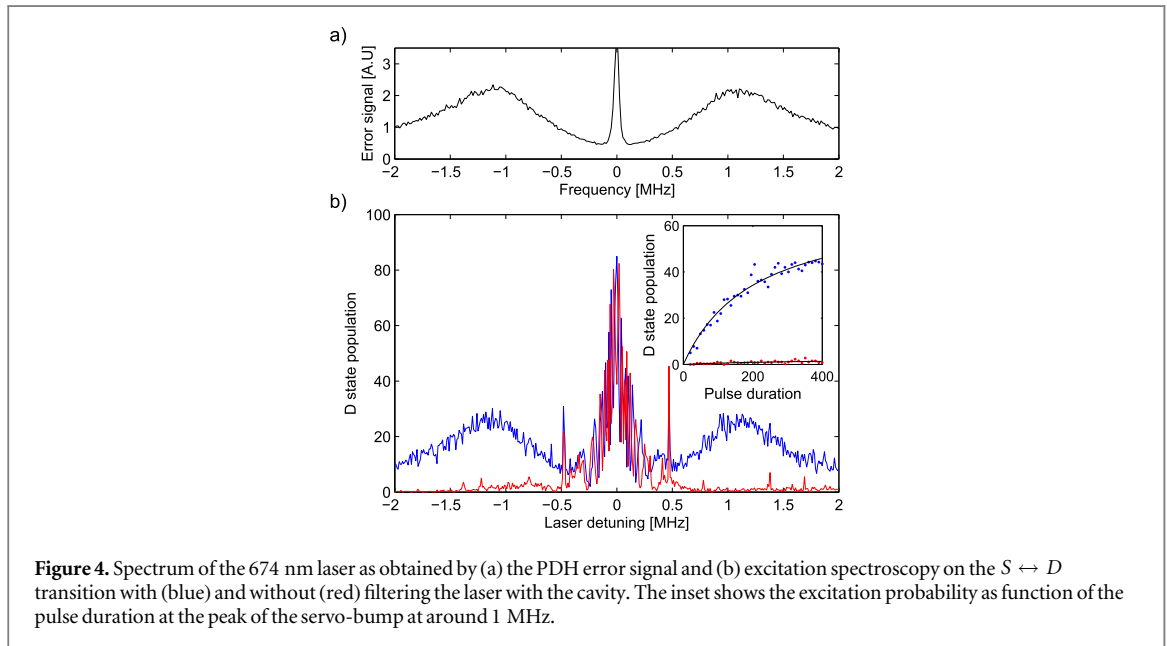 a)
Error signal [A.U]
3
2
1
0
−2 −1.5 −1 −0.5 0 0.5 1 1.5 2
Frequency [MHz]
b)
D state population
100
80
60
40
20
0
−2 −1.5 −1 −0.5 0 0.5 1 1.5 2
Laser detuning [MHz]
D state population
60
40
20
0
0 200 400
Pulse duration
Figure 4. Spectrum of the 674 nm laser as obtained by (a) the PDH error signal and (b) excitation spectroscopy on the S ↔ D
transition with (blue) and without (red) filtering the laser with the cavity. The inset shows the excitation probability as function of the
pulse duration at the peak of the servo-bump at around 1 MHz.